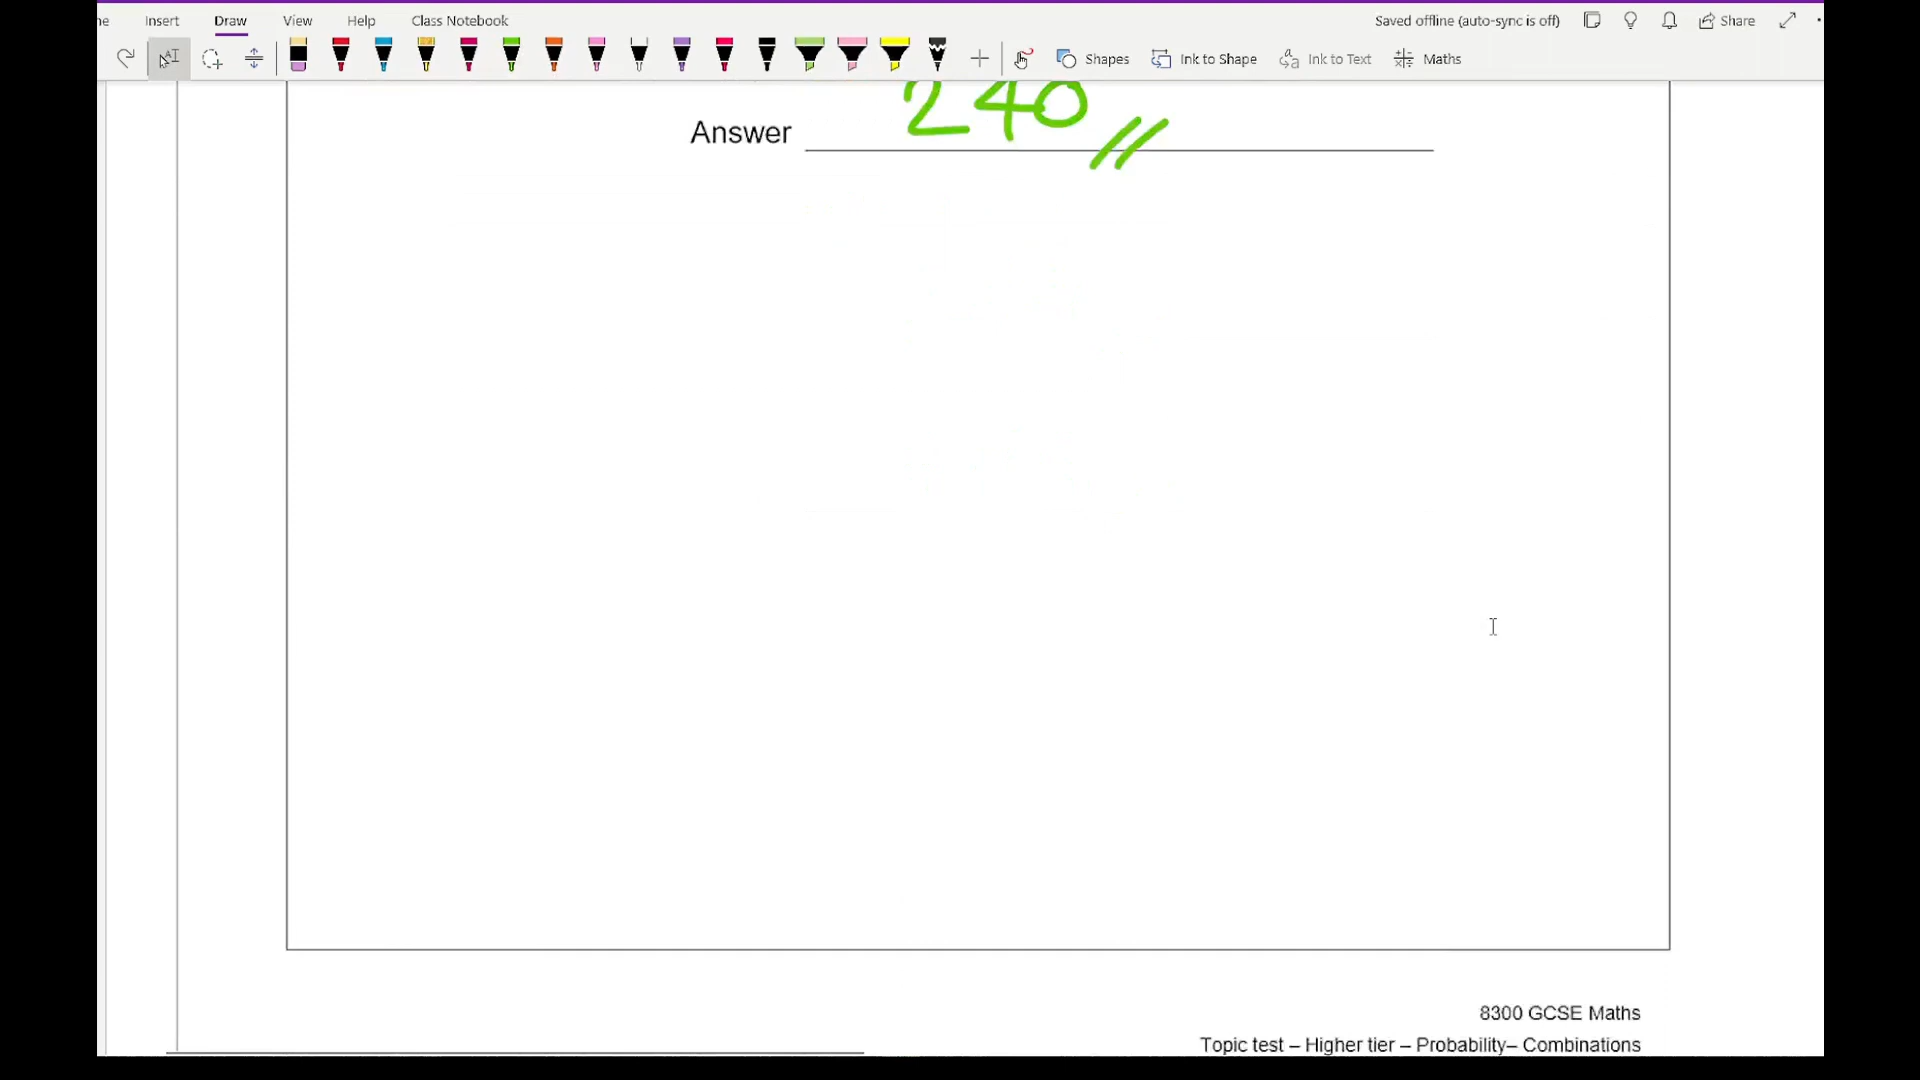 Insert Draw View Help Class Notebook Saved offline (auto-sync is off) Share
Shapes Ink to Shape Ink to Text Maths
240
Answer
8300 GCSE Maths
Topic test – Higher tier – Probability– Combinations